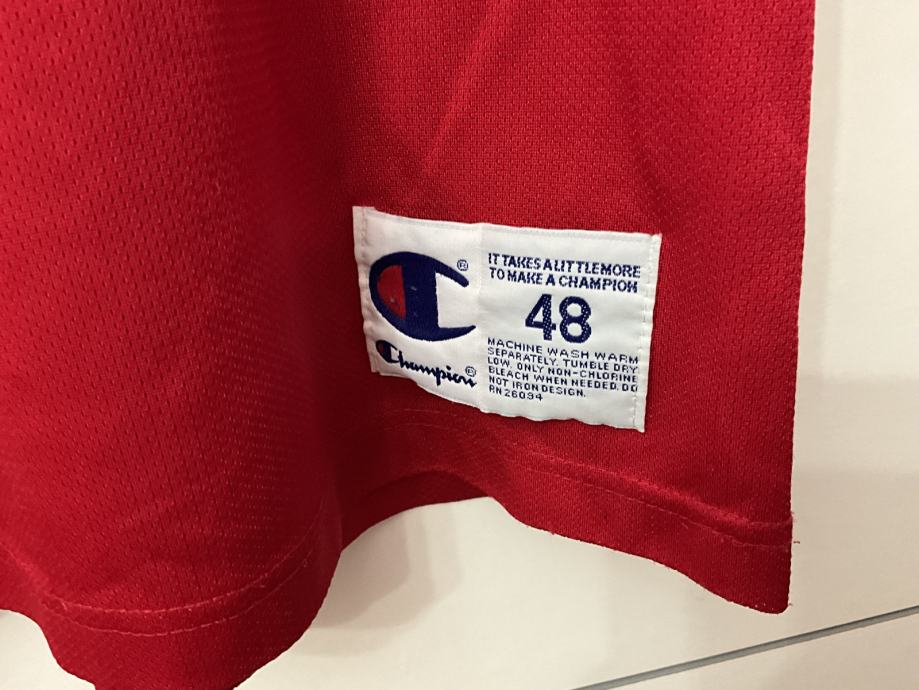 Champion®
IT TAKES A LITTLE MORE
TO MAKE A CHAMPION
48
MACHINE WASH WARM
SEPARATELY. TUMBLE DRY
LOW. ONLY NON-CHLORINE
BLEACH WHEN NEEDED. DO
NOT IRON DESIGN.
RN 26094